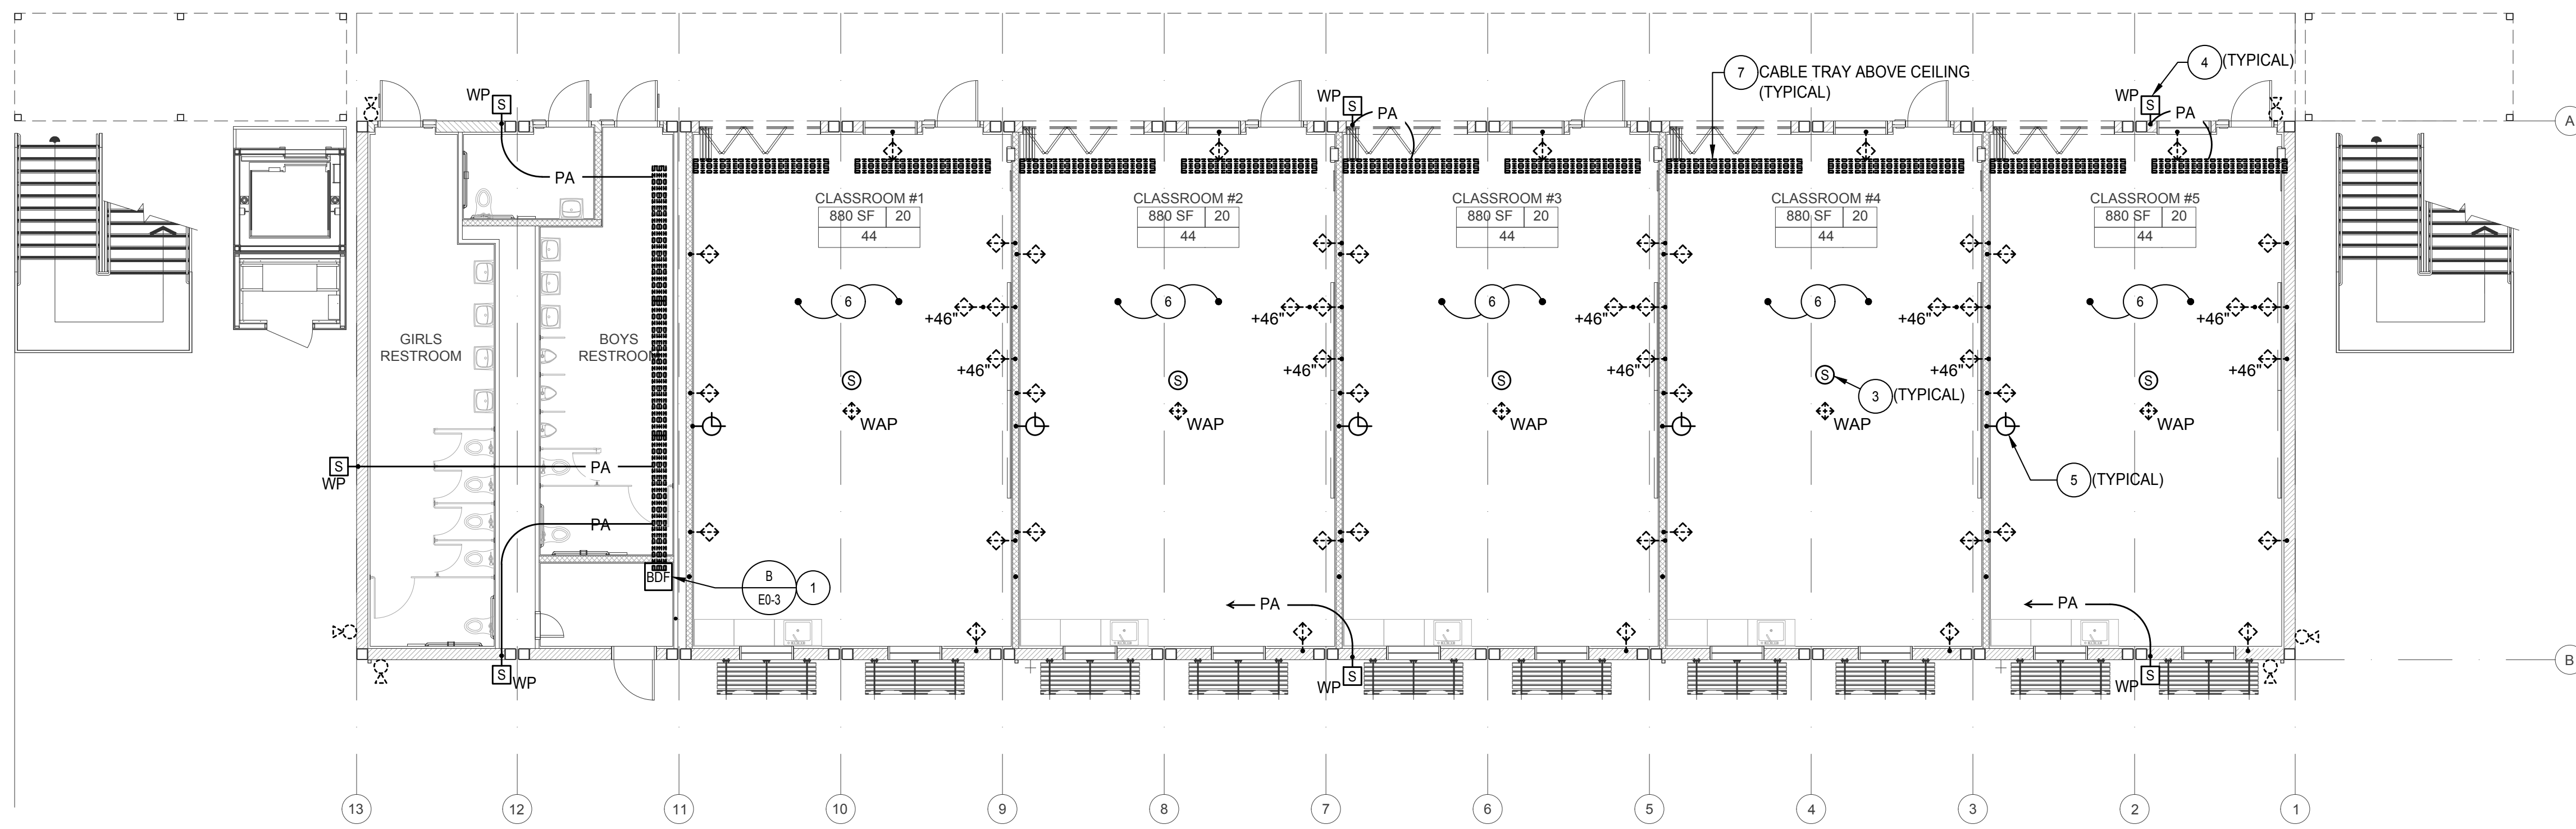 4 (TYPICAL)
7 CABLE TRAY ABOVE CEILING
(TYPICAL)
WP S
WP S PA
WP S PA
A
PA
CLASSROOM #1
880 SF 20
44
CLASSROOM #2
880 SF 20
44
CLASSROOM #3
880 SF 20
44
CLASSROOM #4
880 SF 20
44
CLASSROOM #5
880 SF 20
44
6 6 6 6 6
+46" +46" +46" +46" +46"
GIRLS
RESTROOM
BOYS
RESTROOM
+46" +46" +46" +46" +46"
S S S S S
3 (TYPICAL)
WAP WAP WAP WAP WAP
S PA
WP
5 (TYPICAL)
PA
BDF
B
E0-3
1
PA PA
B
S WP
WP S
WP S
13 12 11 10 9 8 7 6 5 4 3 2 1